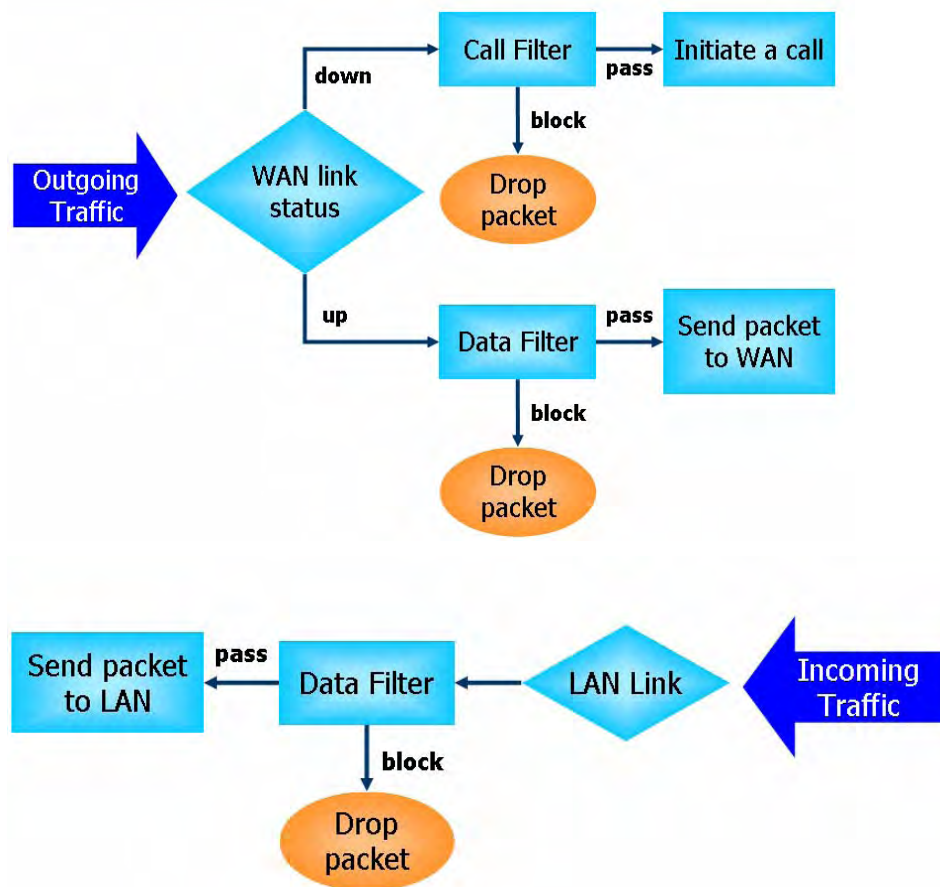 Outgoing
Traffic
WAN link
status
down
Call Filter
pass
Initiate a call
block
Drop
packet
up
Data Filter
pass
Send packet
to WAN
block
Drop
packet
Incoming
Traffic
LAN Link
Data Filter
pass
Send packet
to LAN
block
Drop
packet